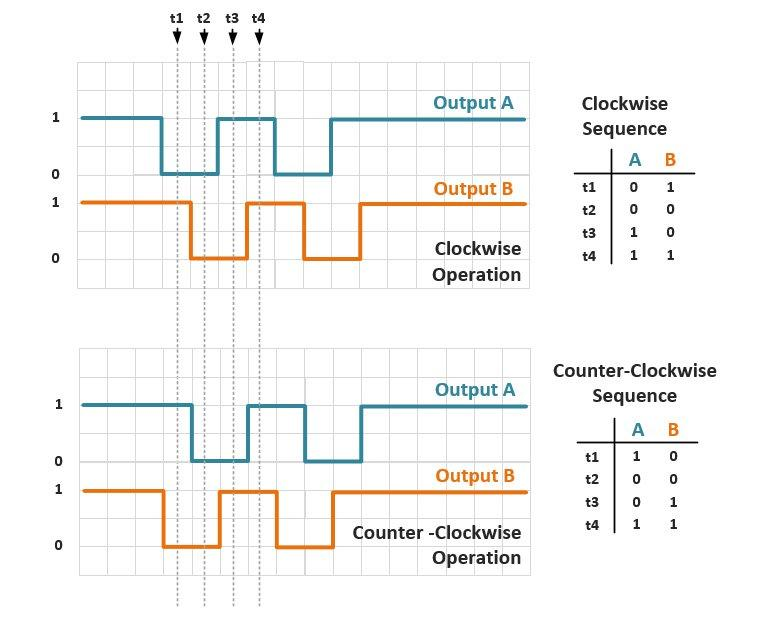 t1 t2 t3 t4
Output A
1
0
Output B
1
0
Clockwise
Operation
Clockwise
Sequence
A B
t1 0 1
t2 0 0
t3 1 0
t4 1 1
Output A
1
0
Output B
1
0
Counter -Clockwise
Operation
Counter-Clockwise
Sequence
A B
t1 1 0
t2 0 0
t3 0 1
t4 1 1